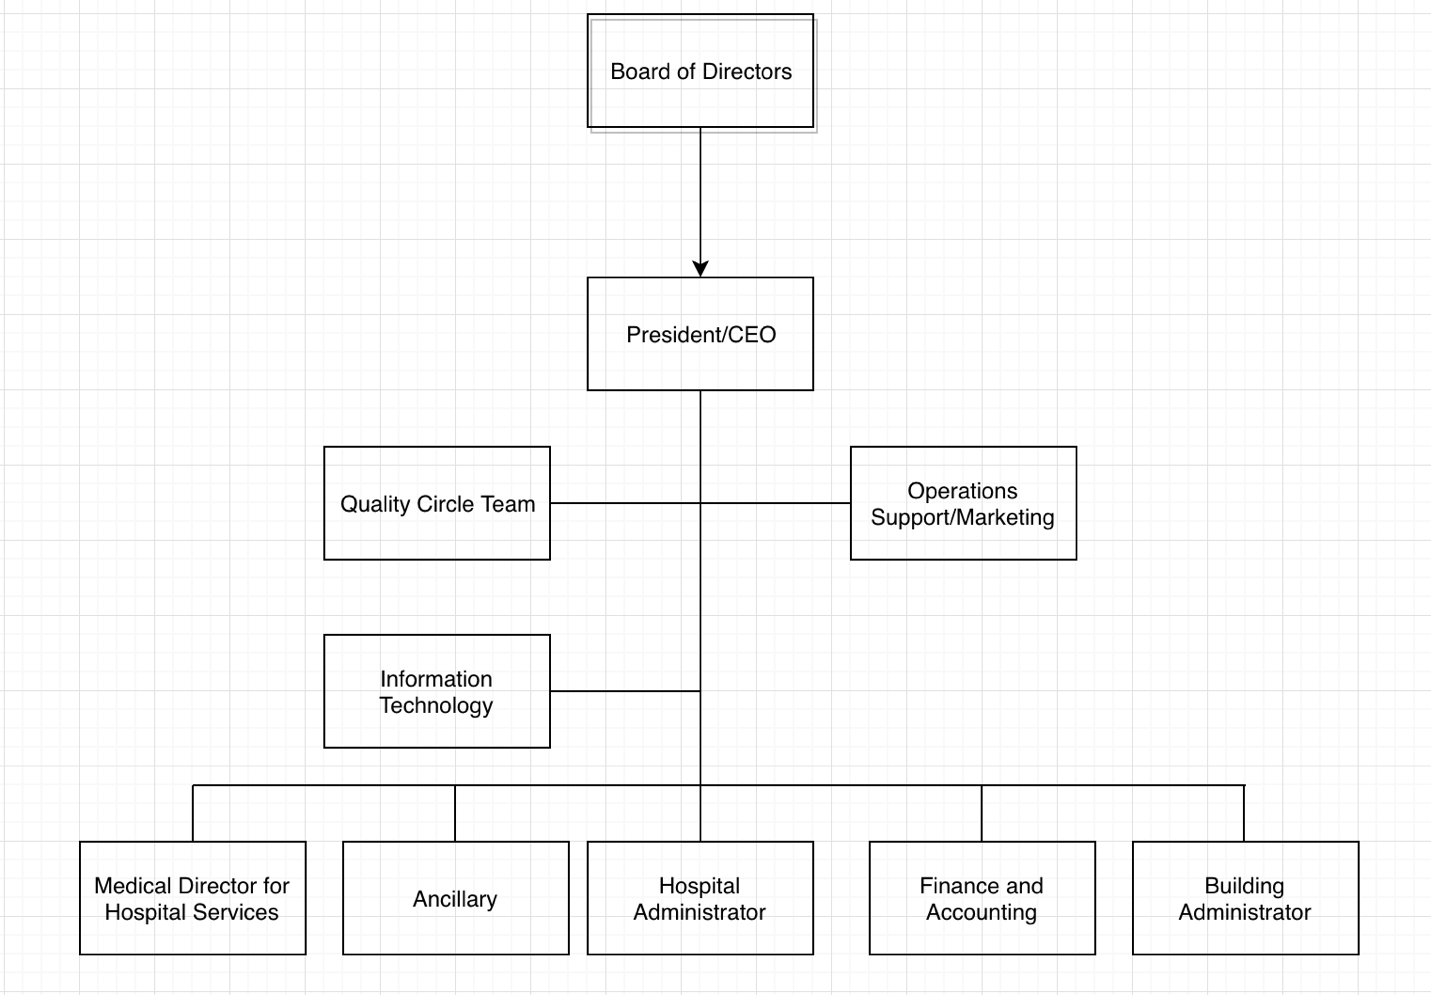 Board of Directors
President/CEO
Quality Circle Team
Operations
Support/Marketing
Information
Technology
Medical Director for
Hospital Services
Ancillary
Hospital
Administrator
Finance and
Accounting
Building
Administrator